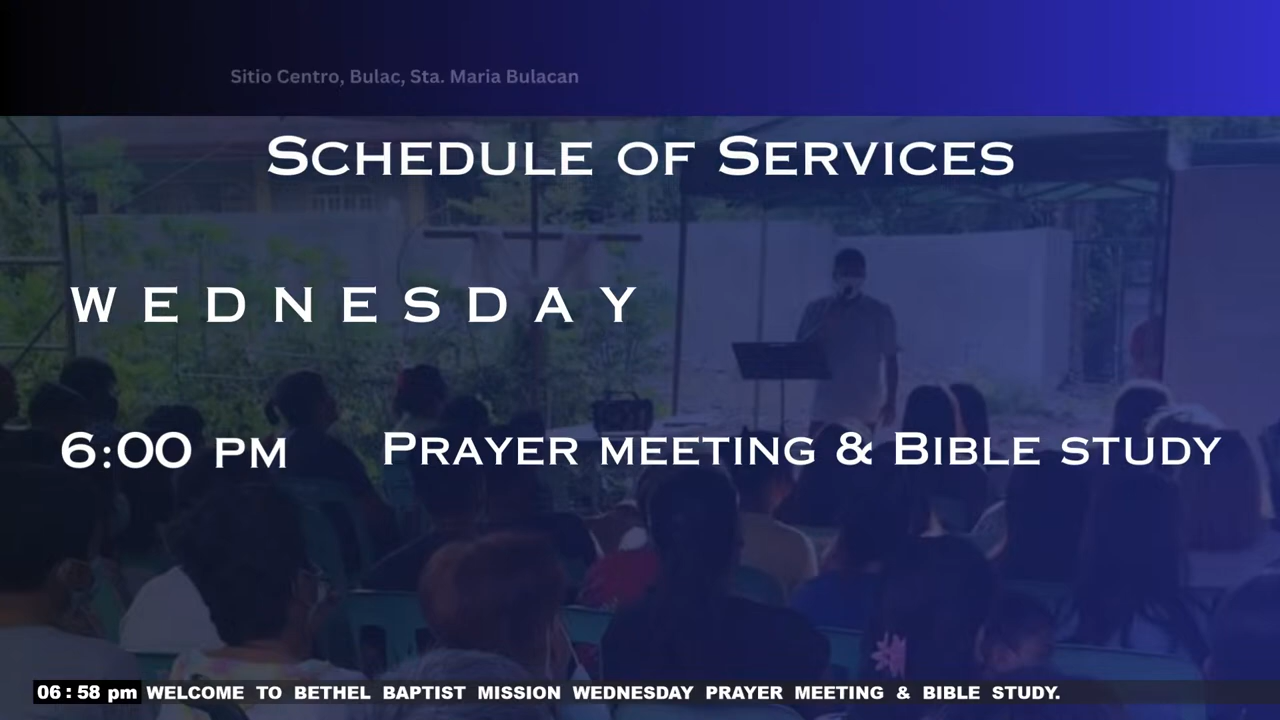 Sitio Centro, Bulac, Sta. Maria Bulacan
Schedule of Services
WEDNESDAY
6:00 PM Prayer meeting & Bible study
06:58 pm WELCOME TO BETHEL BAPTIST MISSION WEDNESDAY PRAYER MEETING & BIBLE STUDY.